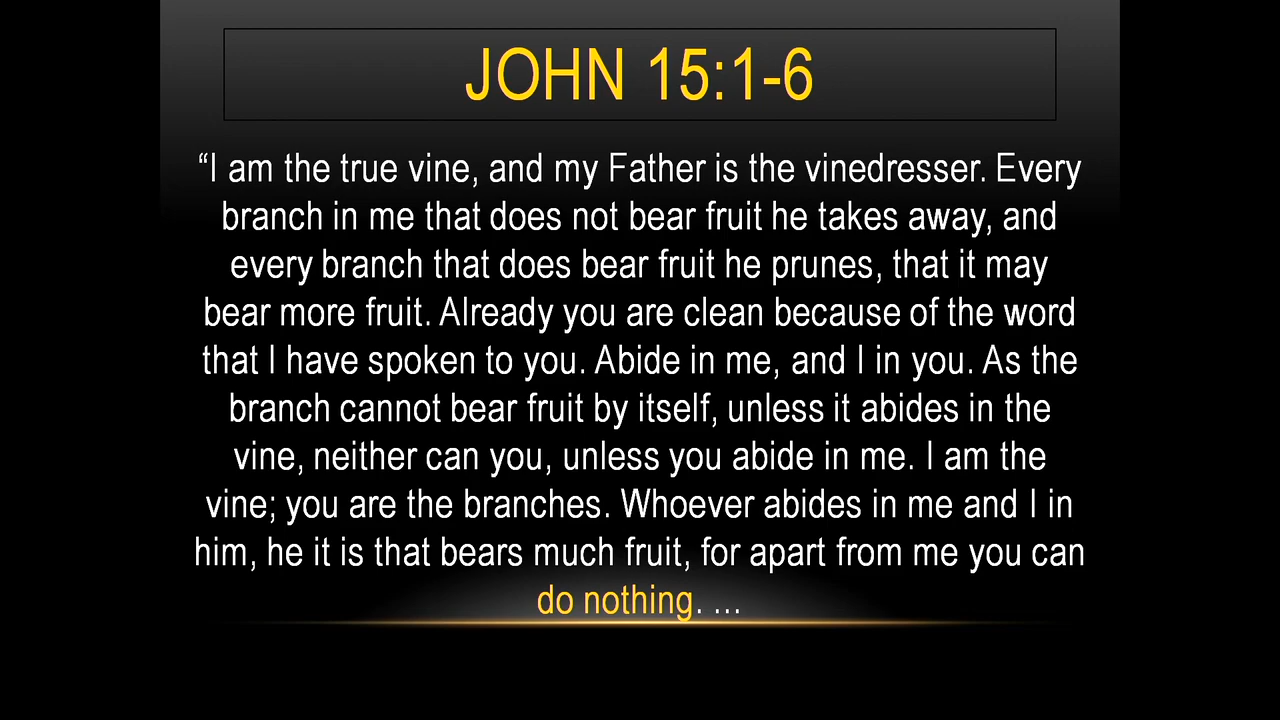 JOHN 15:1-6
“I am the true vine, and my Father is the vinedresser. Every
branch in me that does not bear fruit he takes away, and
every branch that does bear fruit he prunes, that it may
bear more fruit. Already you are clean because of the word
that I have spoken to you. Abide in me, and I in you. As the
branch cannot bear fruit by itself, unless it abides in the
vine, neither can you, unless you abide in me. I am the
vine; you are the branches. Whoever abides in me and I in
him, he it is that bears much fruit, for apart from me you can
do nothing. ...